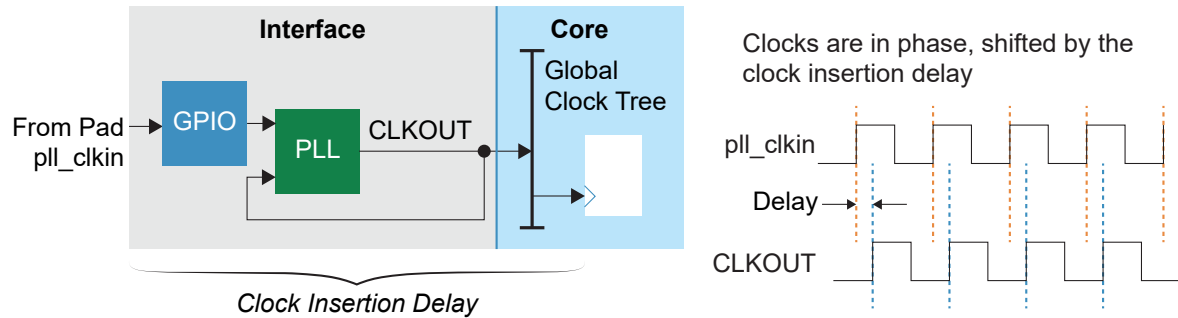 Interface
Core
From Pad
pll_clkin
GPIO
PLL
CLKOUT
Global
Clock Tree
Clock Insertion Delay
Clocks are in phase, shifted by the
clock insertion delay
pll_clkin
Delay
CLKOUT